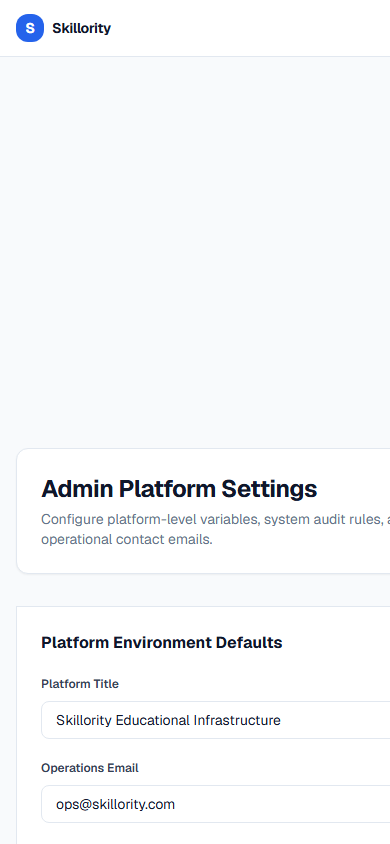 S Skillority
Admin Platform Settings
Configure platform-level variables, system audit rules,
operational contact emails.
Platform Environment Defaults
Platform Title
Skillority Educational Infrastructure
Operations Email
ops@skillority.com